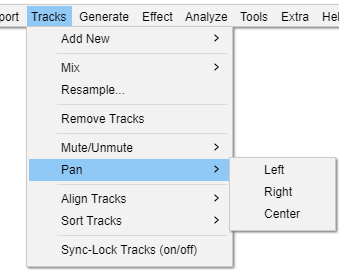 port Tracks Generate Effect Analyze Tools Extra Hel
Add New
Mix
Resample...
Remove Tracks
Mute/Unmute
Pan
Left
Right
Center
Align Tracks
Sort Tracks
Sync-Lock Tracks (on/off)